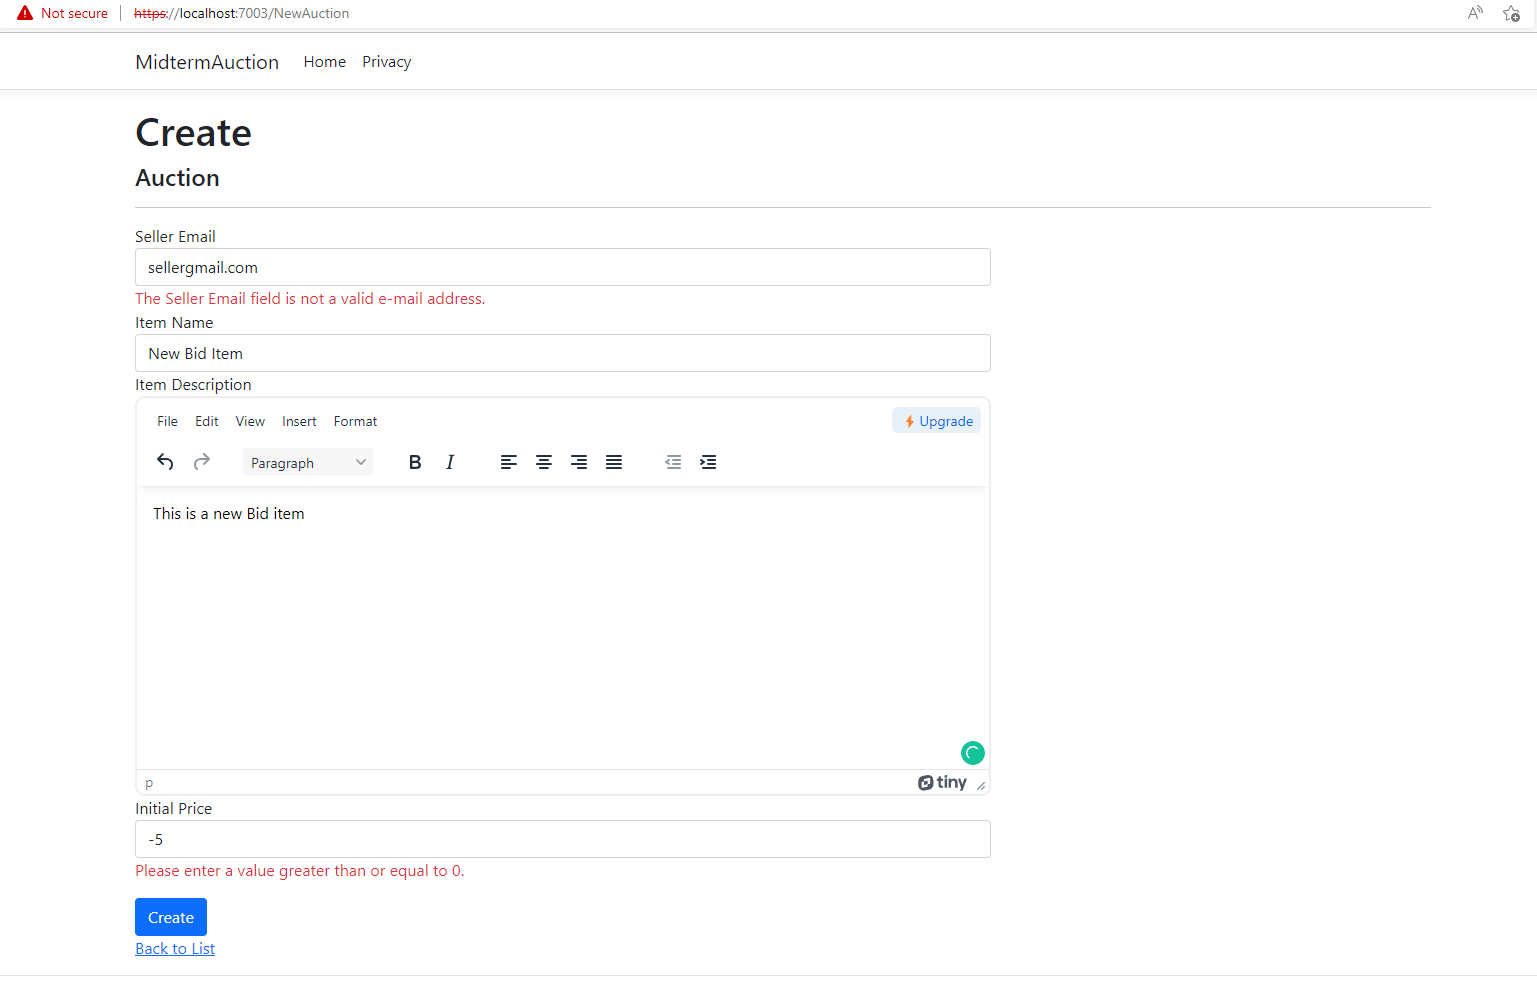 Not secure https://localhost:7003/NewAuction
MidtermAuction Home Privacy
Create
Auction
Seller Email
sellergmail.com
The Seller Email field is not a valid e-mail address.
Item Name
New Bid Item
Item Description
File Edit View Insert Format Upgrade
Paragraph B I
This is a new Bid item
p tiny
Initial Price
-5
Please enter a value greater than or equal to 0.
Create
Back to List